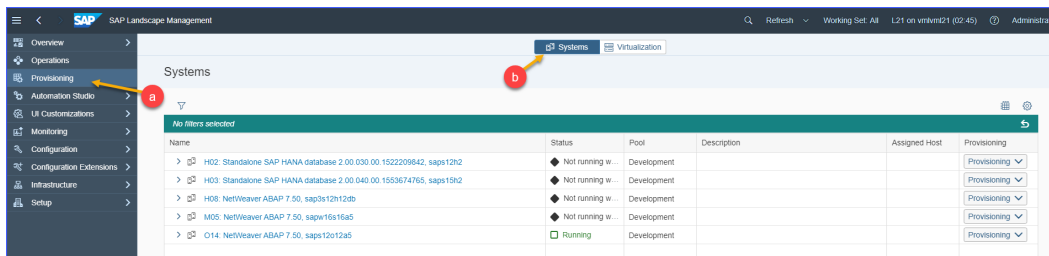 SAP SAP Landscape Management Refresh Working Set: All L21 on vmlvml21 (02:45) Administra
Overview
Operations
Provisioning
Automation Studio
UI Customizations
Monitoring
Configuration
Configuration Extensions
Infrastructure
Setup
a
Systems Virtualization
b
Systems
No filters selected
Name Status Pool Description Assigned Host Provisioning
H02: Standalone SAP HANA database 2.00.030.00.1522209842, saps12h2 Not running w... Development Provisioning
H03: Standalone SAP HANA database 2.00.040.00.1553674765, saps15h2 Not running w... Development Provisioning
H08: NetWeaver ABAP 7.50, sap3s12h12db Not running w... Development Provisioning
M05: NetWeaver ABAP 7.50, sapw16s16a5 Not running w... Development Provisioning
O14: NetWeaver ABAP 7.50, saps12o12a5 Running Development Provisioning